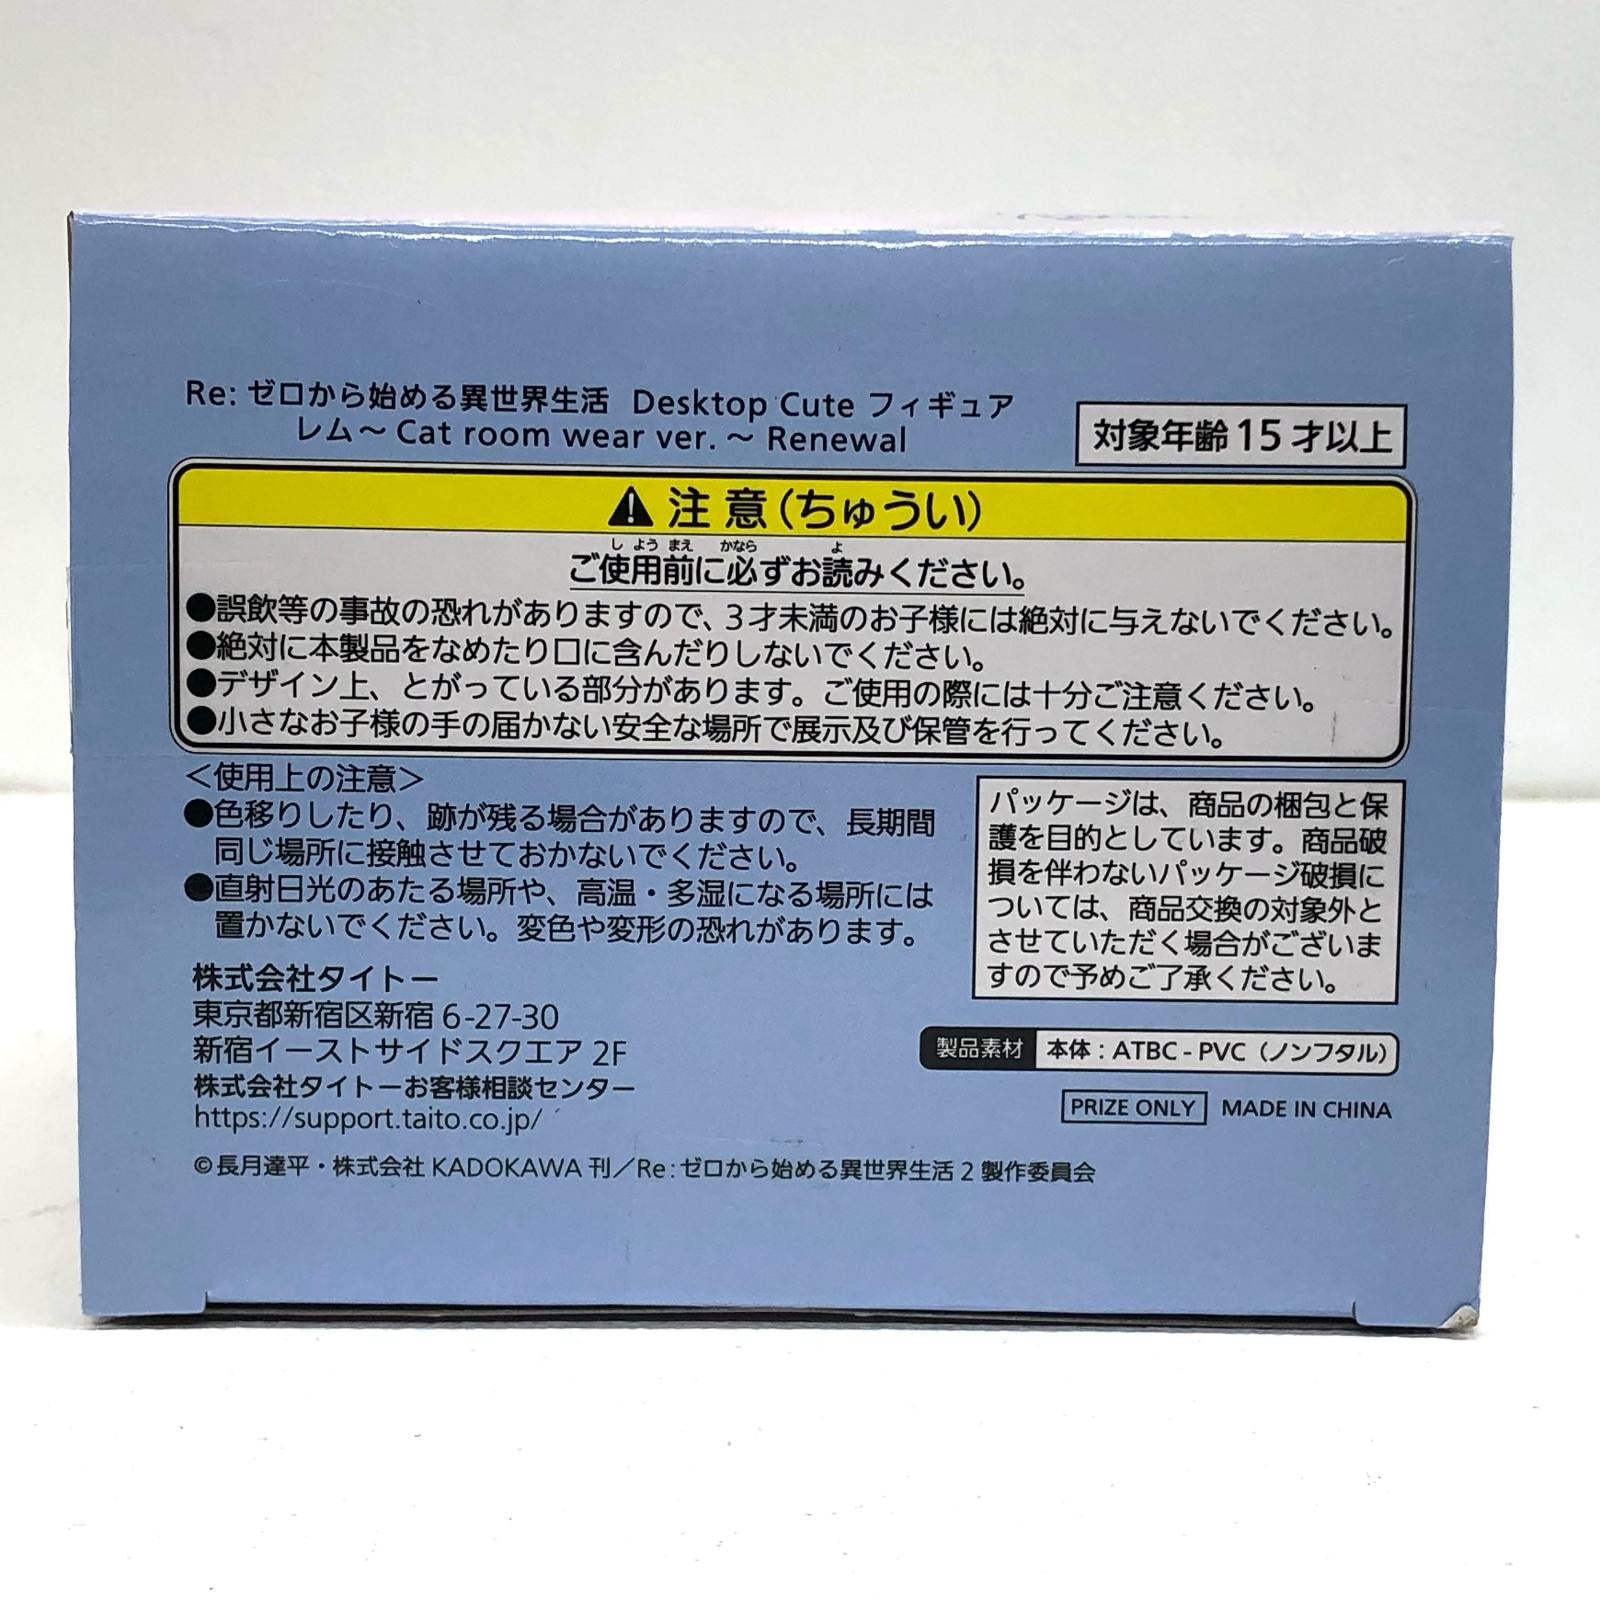 Re: ゼロから始める異世界生活 Desktop Cute フィギュア
レム～Cat room wear ver.～ Renewal
対象年齢15才以上
注意(ちゅうい)
ご使用前に必ずお読みください。
●誤飲等の事故の恐れがありますので、3才未満のお子様には絶対に与えないでください。
●絶対に本製品をなめたり口に含んだりしないでください。
●デザイン上、とがっている部分があります。ご使用の際には十分ご注意ください。
●小さなお子様の手の届かない安全な場所で展示及び保管を行ってください。
＜使用上の注意＞
●色移りしたり、跡が残る場合がありますので、長期間
同じ場所に接触させておかないでください。
●直射日光のあたる場所や、高温・多湿になる場所には
置かないでください。変色や変形の恐れがあります。
パッケージは、商品の梱包と保
護を目的としています。商品破
損を伴わないパッケージ破損に
ついては、商品交換の対象外と
させていただく場合がございま
すので予めご了承ください。
株式会社タイトー
東京都新宿区新宿6-27-30
新宿イーストサイドスクエア 2F
株式会社タイトーお客様相談センター
https://support.taito.co.jp/
製品素材 本体：ATBC-PVC（ノンフタル）
PRIZE ONLY MADE IN CHINA
©長月達平・株式会社KADOKAWA刊／Re:ゼロから始める異世界生活2製作委員会